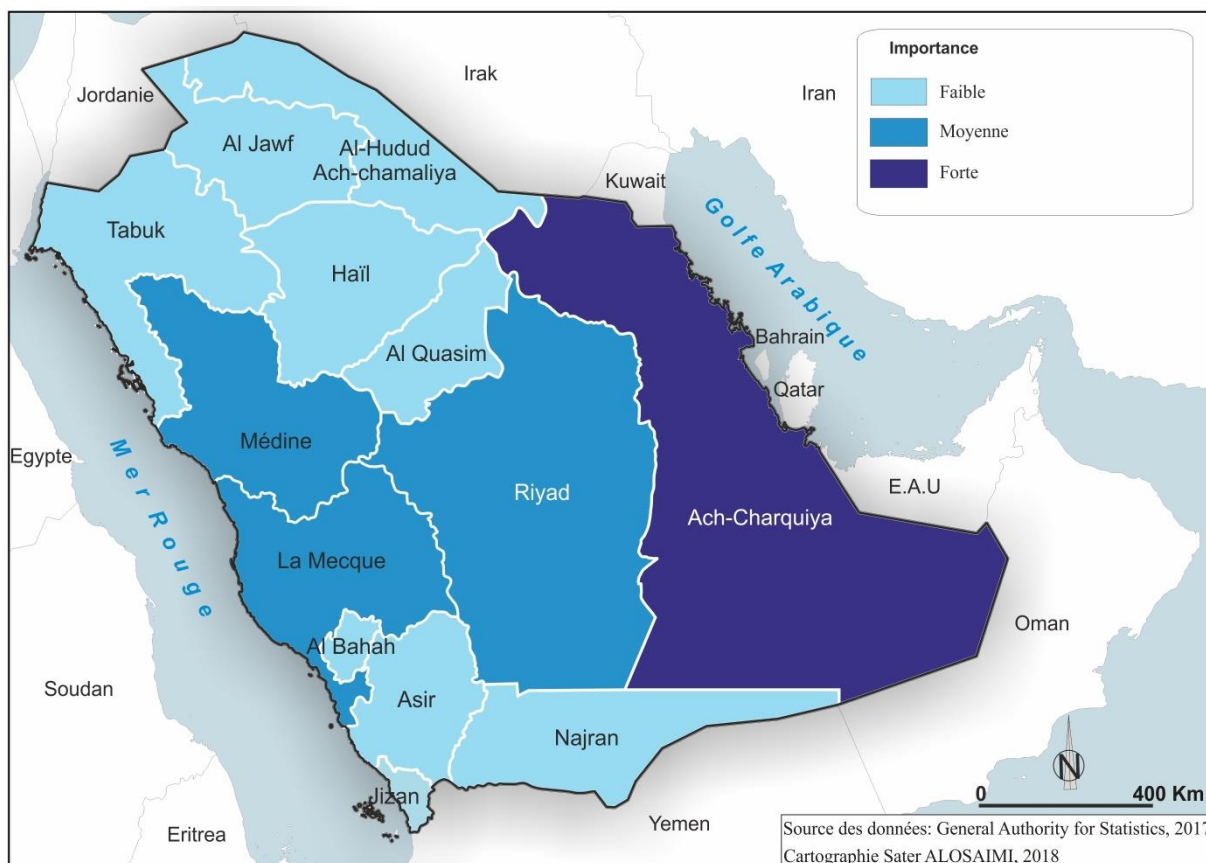 Importance
Faible
Moyenne
Forte
Jordanie
Irak
Iran
Kuwait
Al Jawf
Al-Hudud
Ach-chamaliya
Tabuk
Haïl
Golfe Arabique
Al Quasim
Bahrain
Qatar
Médine
Egypte
Mer Rouge
Riyad
E.A.U
Ach-Charquiya
La Mecque
Oman
Al Bahah
Soudan
Asir
Najran
Jizan
N
0 400 Km
Eritrea
Yemen
Source des données: General Authority for Statistics, 2017
Cartographie Sater ALOSAIMI, 2018